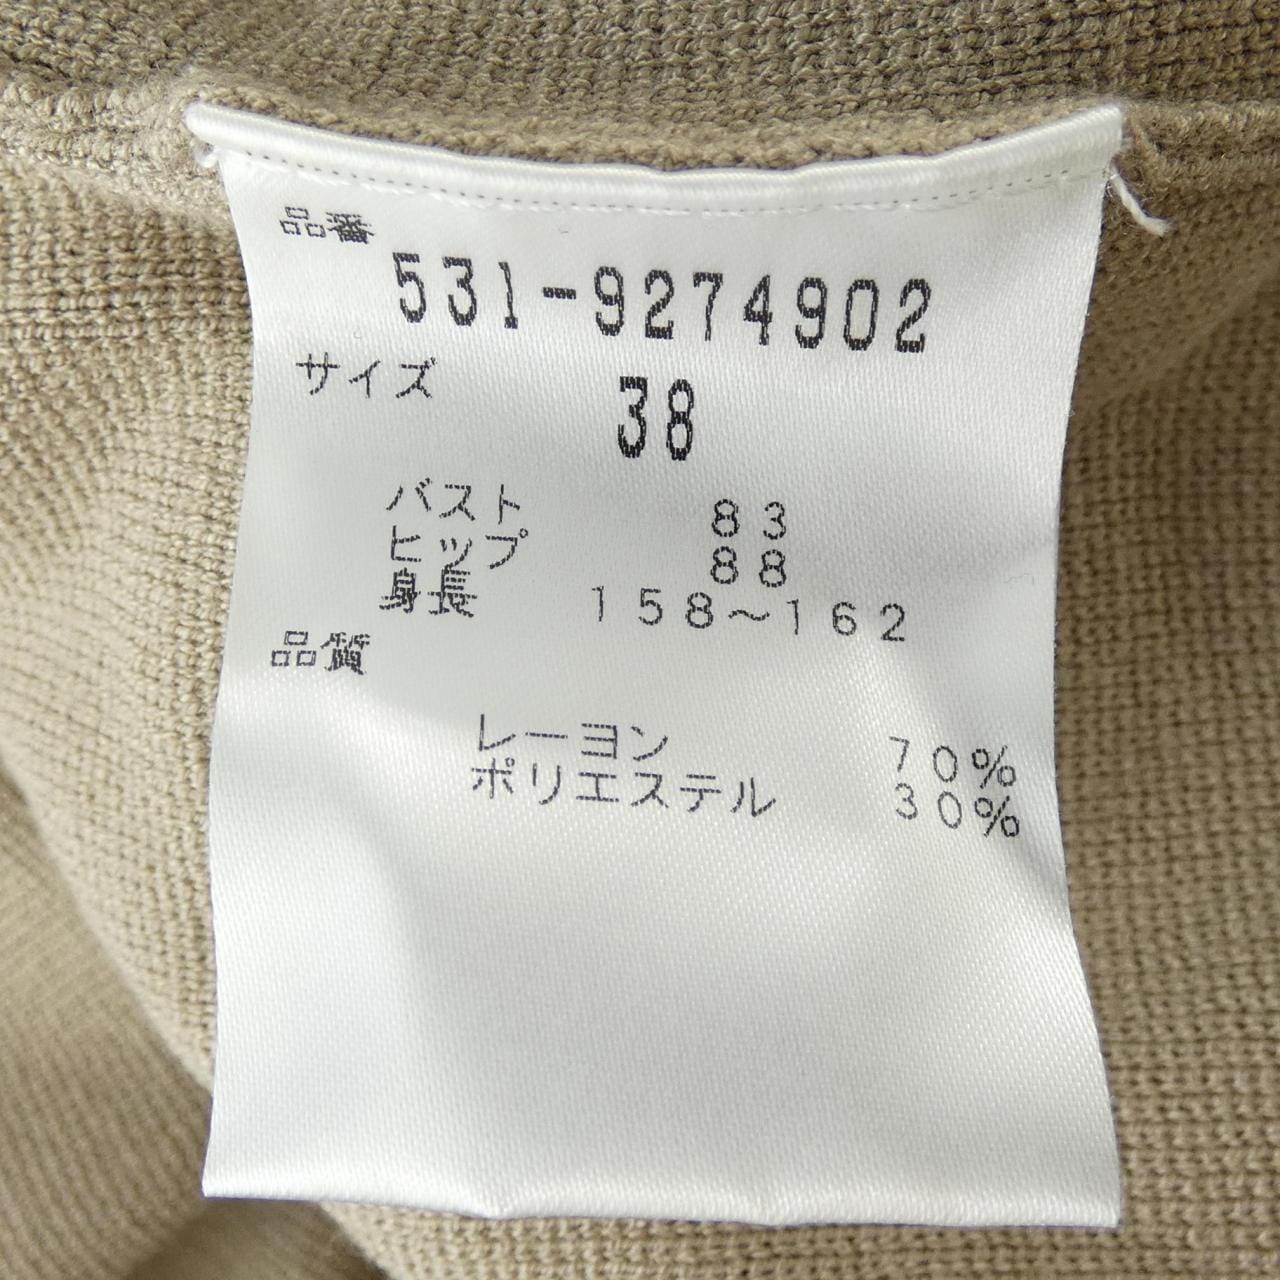 品番
531-9274902
サイズ 38
バスト 83
ヒップ 88
身長 158～162
品質
レーヨン 70%
ポリエステル 30%